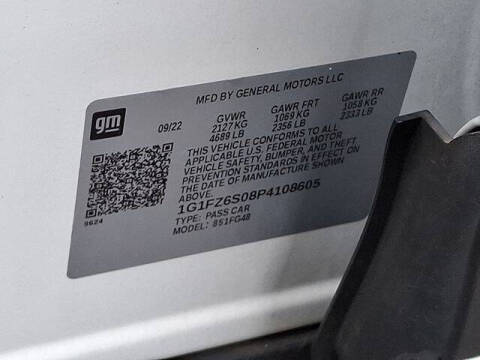 MFD BY GENERAL MOTORS LLC
gm
09/22
GVWR GAWR FRT GAWR RR
2127 KG 1069 KG 1058 KG
4689 LB 2356 LB 2333 LB
THIS VEHICLE CONFORMS TO ALL
APPLICABLE U.S. FEDERAL MOTOR
VEHICLE SAFETY, BUMPER, AND THEFT
PREVENTION STANDARDS IN EFFECT ON
THE DATE OF MANUFACTURE SHOWN
ABOVE.
1G1FZ6S08P4108605
TYPE: PASS CAR
MODEL: 851FG48
9624